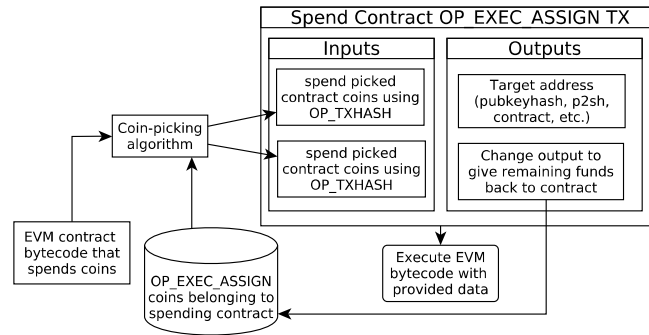 Spend Contract OP_EXEC_ASSIGN TX
Inputs
Outputs
spend picked
contract coins using
OP_TXHASH
spend picked
contract coins using
OP_TXHASH
Target address
(pubkeyhash, p2sh,
contract, etc.)
Change output to
give remaining funds
back to contract
Coin-picking
algorithm
EVM contract
bytecode that
spends coins
OP_EXEC_ASSIGN
coins belonging to
spending contract
Execute EVM
bytecode with
provided data